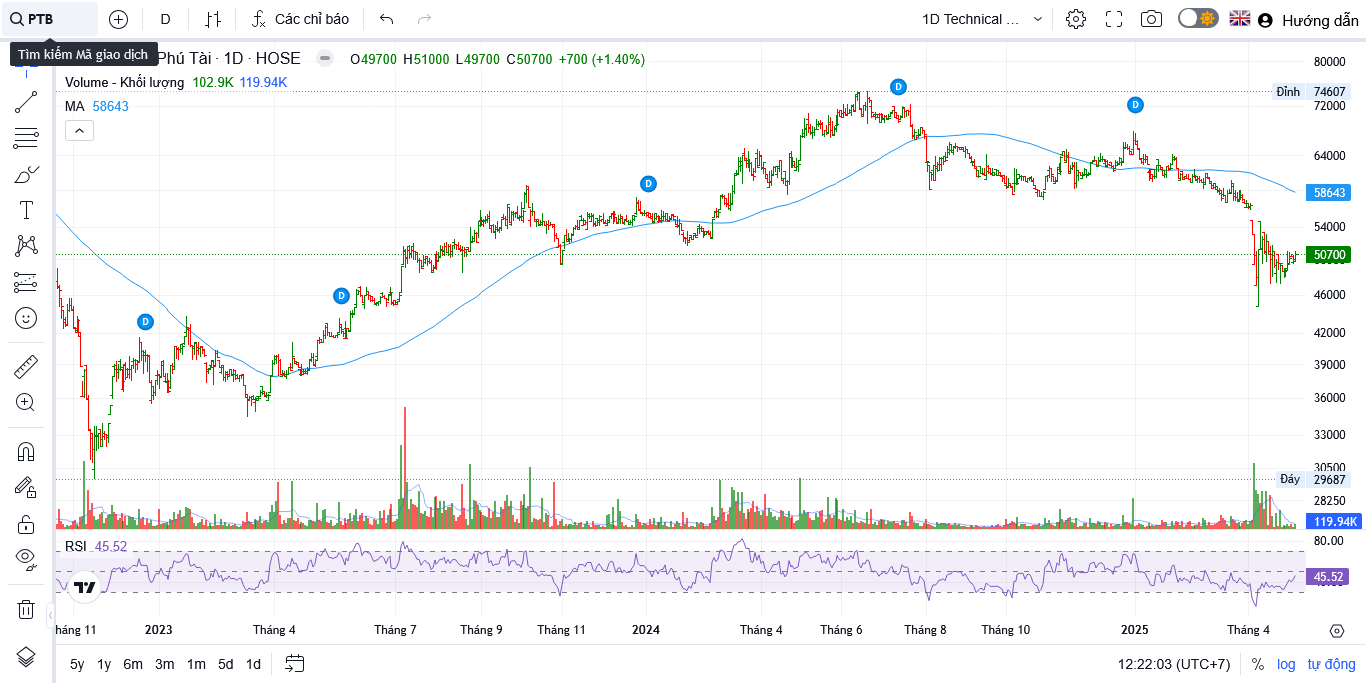 PTB
D
Các chỉ báo
1D Technical ...
Hướng dẫn
Tìm kiếm Mã giao dịch
Phú Tài · 1D · HOSE
O49700 H51000 L49700 C50700 +700 (+1.40%)
Volume - Khối lượng 102.9K 119.94K
MA 58643
80000
Đỉnh 74607
72000
64000
58643
54000
50700
46000
42000
39000
36000
33000
30500
Đáy 29687
28250
119.94K
D
D
D
D
D
RSI 45.52
80.00
45.52
háng 11
2023
Tháng 4
Tháng 7
Tháng 9
Tháng 11
2024
Tháng 4
Tháng 6
Tháng 8
Tháng 10
2025
Tháng 4
5y 1y 6m 3m 1m 5d 1d
12:22:03 (UTC+7)
% log tự động